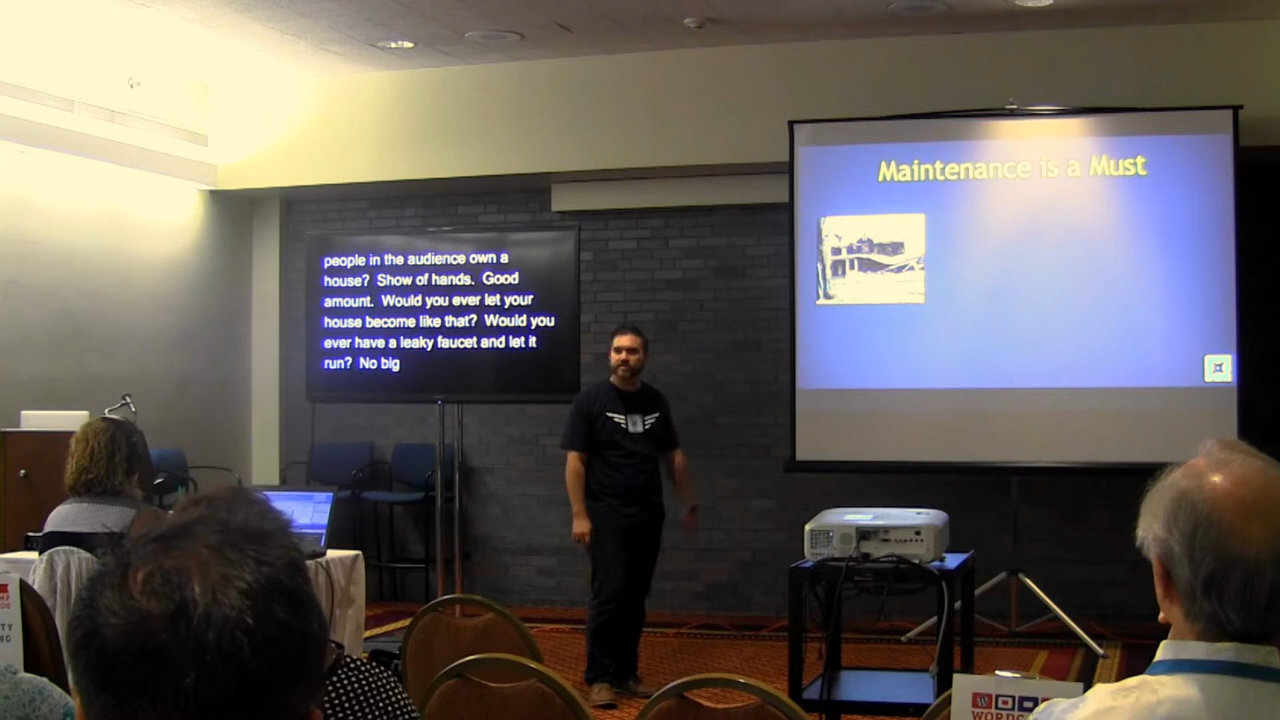 Maintenance is a Must
people in the audience own a
house? Show of hands. Good
amount. Would you ever let your
house become like that? Would you
ever have a leaky faucet and let it
run? No big